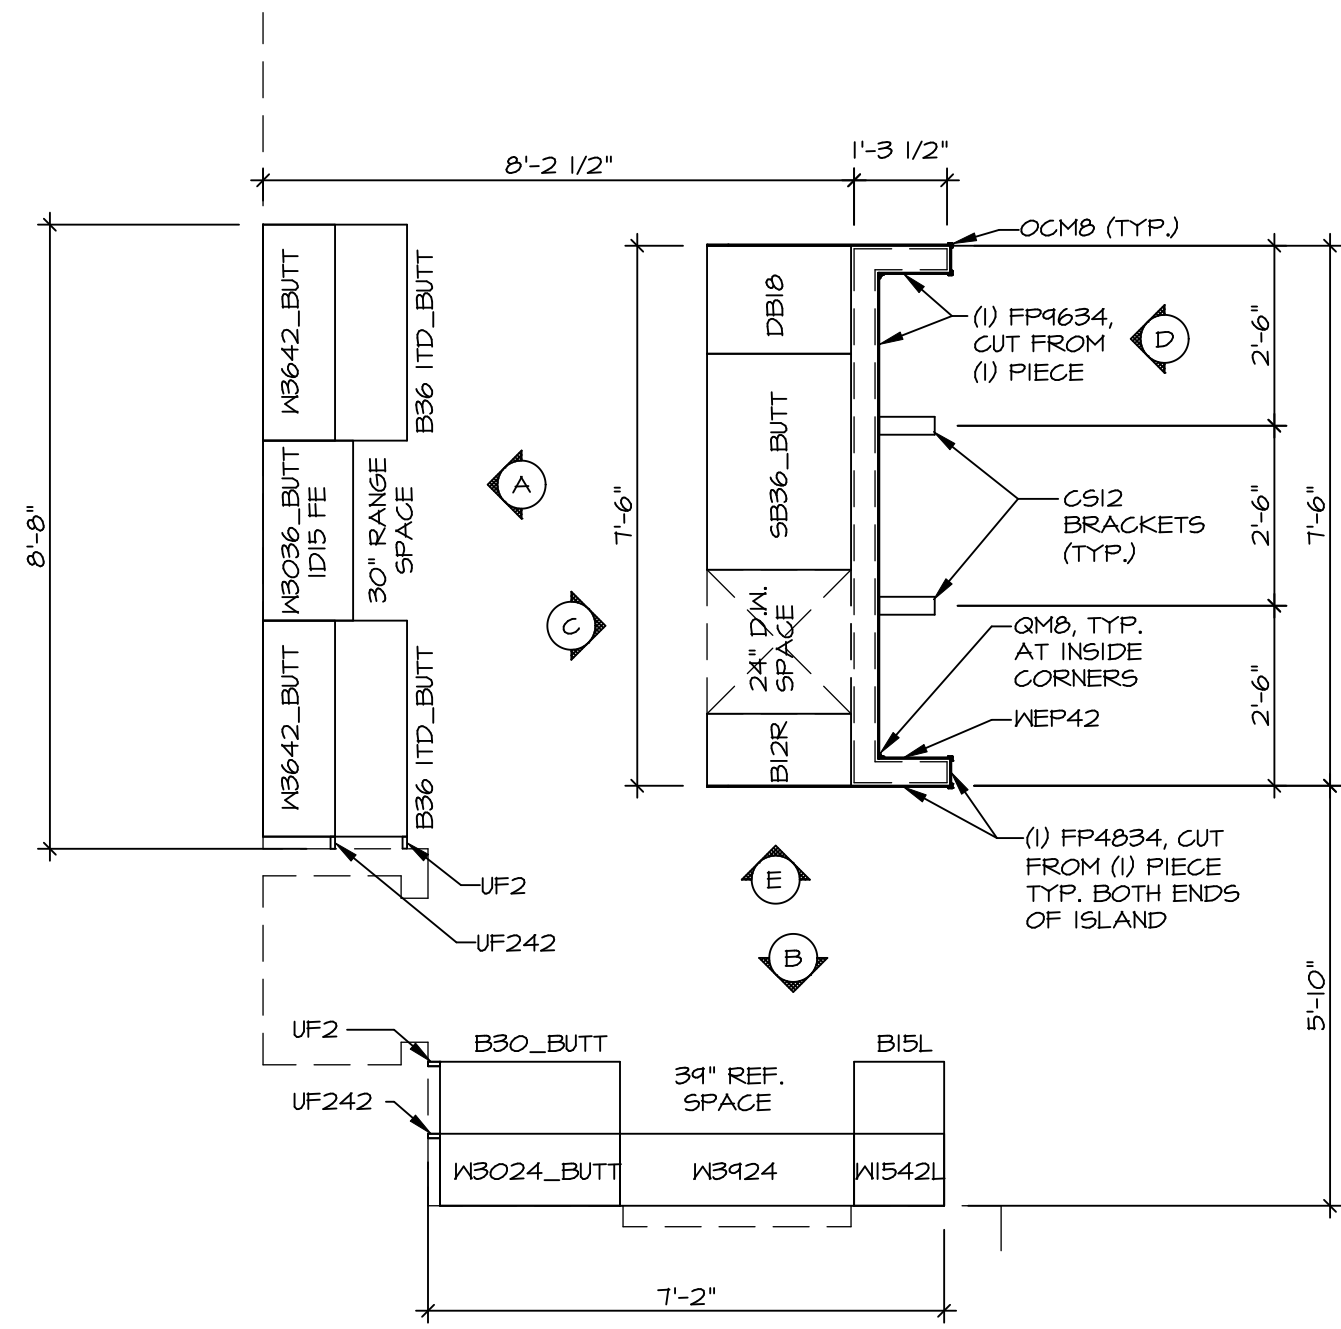 8'-2 1/2"
1'-3 1/2"
OCM8 (TYP.)
W3642_BUTT
B36 1TD_BUTT
DB18
(1) FP9634,
CUT FROM
(1) PIECE
D
2'-6"
8'-8"
W3036_BUTT
1D15 FE
30" RANGE
SPACE
A
7'-6"
SB36_BUTT
CS12
BRACKETS
(TYP.)
2'-6"
7'-6"
C
24" D.W.
SPACE
QM8, TYP.
AT INSIDE
CORNERS
W3642_BUTT
B36 1TD_BUTT
B12R
WEP42
2'-6"
(1) FP4834, CUT
FROM (1) PIECE
TYP. BOTH ENDS
OF ISLAND
UF2
E
UF242
B
5'-10"
UF2
B30_BUTT
B15L
39" REF.
SPACE
UF242
W3024_BUTT
W3924
W1542L
7'-2"